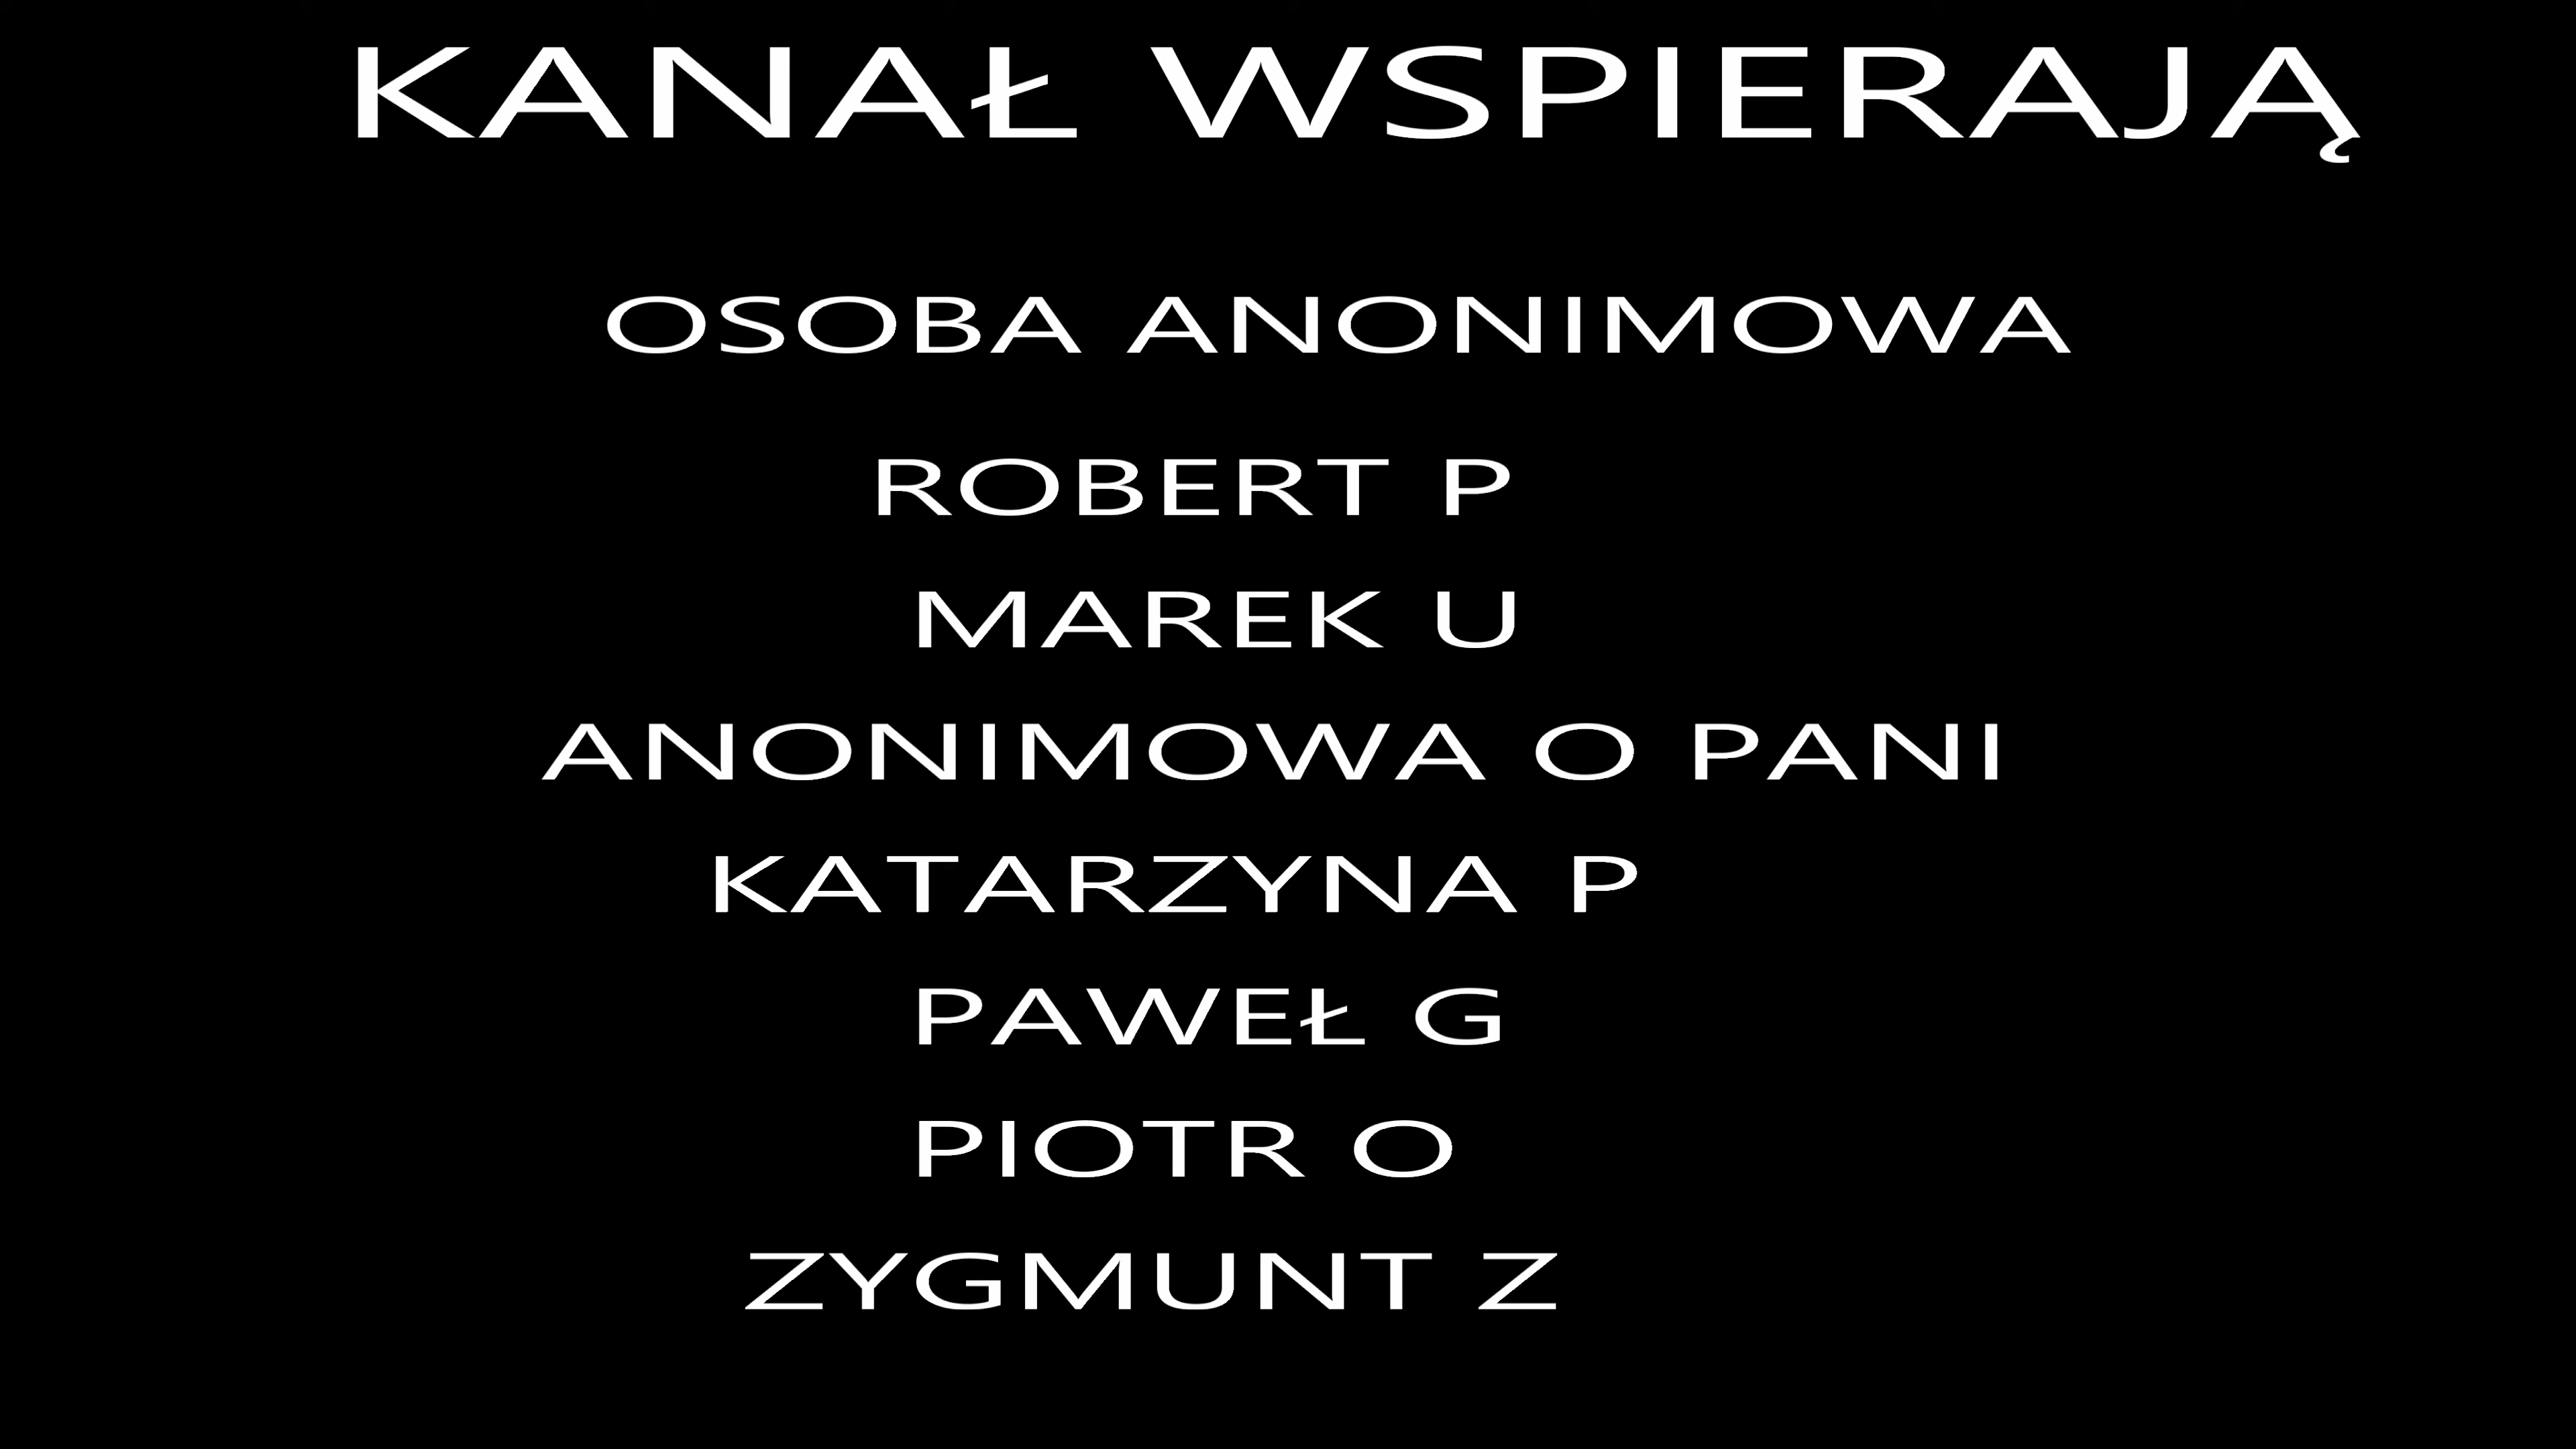 KANAŁ WSPIERAJĄ
OSOBA ANONIMOWA
ROBERT P
MAREK U
ANONIMOWA O PANI
KATARZYNA P
PAWEŁ G
PIOTR O
ZYGMUNT Z